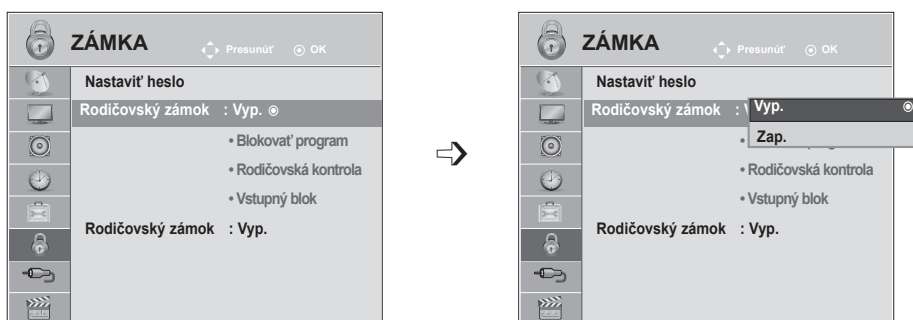 ZÁMKA
Presunúť OK
Nastaviť heslo
Rodičovský zámok : Vyp.
• Blokovať program
• Rodičovská kontrola
• Vstupný blok
Rodičovský zámok : Vyp.
ZÁMKA
Presunúť OK
Nastaviť heslo
Rodičovský zámok :
Vyp.
Zap.
• Rodičovská kontrola
• Vstupný blok
Rodičovský zámok : Vyp.